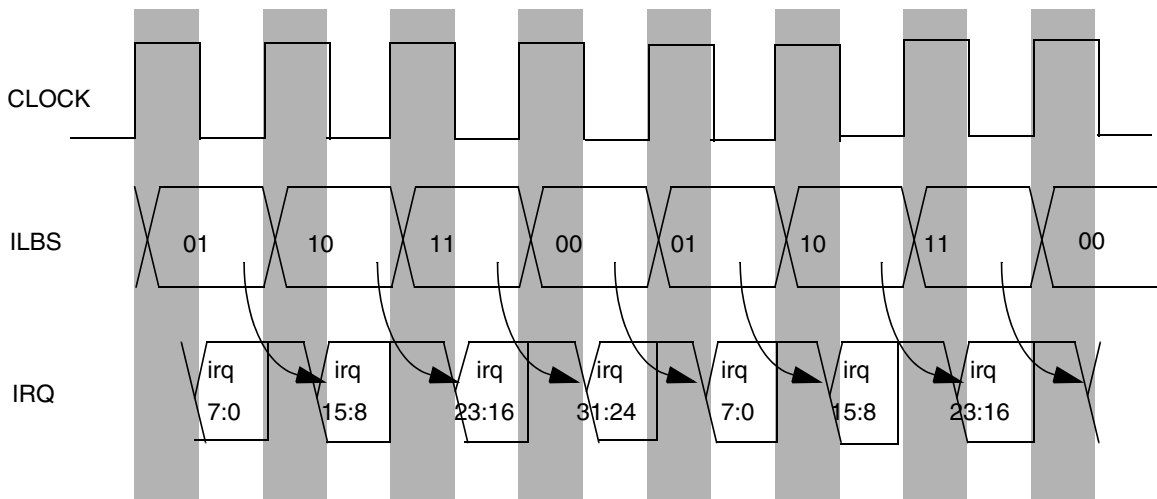 CLOCK
ILBS
01 10 11 00 01 10 11 00
IRQ
irq irq irq irq irq irq irq
7:0 15:8 23:16 31:24 7:0 15:8 23:16